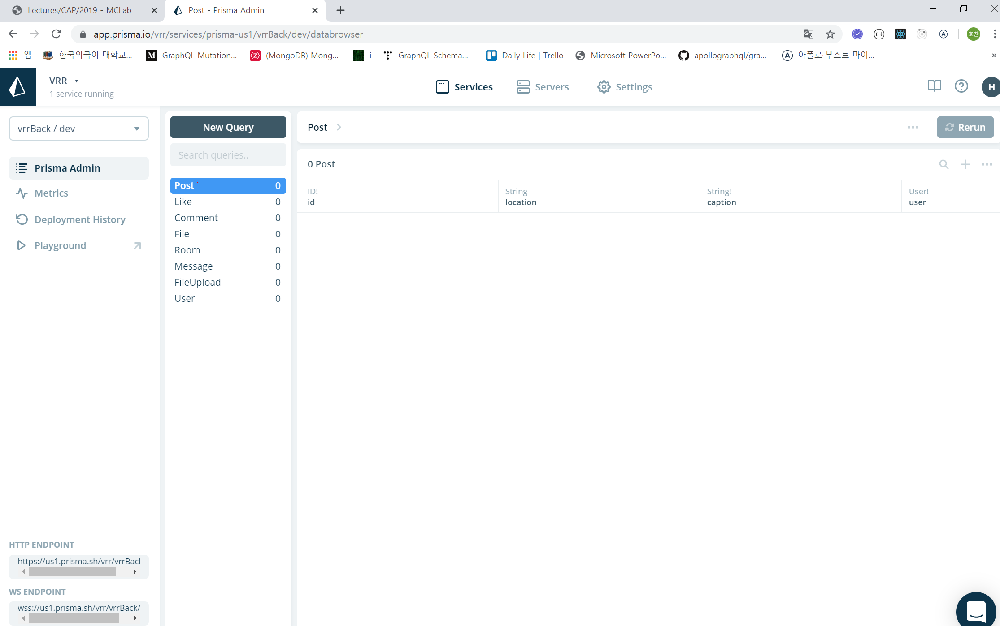 Lectures/CAP/2019 - MCLab
Post - Prisma Admin
app.prisma.io/vrr/services/prisma-us1/vrrBack/dev/databrowser
호찬
앱
한국외국어 대학교...
M
GraphQL Mutation...
(MongoDB) Mong...
i
GraphQL Schema...
Daily Life | Trello
Microsoft PowerPo...
apollographql/gra...
아폴로 부스트 마이...
»
VRR
1 service running
Services
Servers
Settings
H
vrrBack / dev
Prisma Admin
Metrics
Deployment History
Playground
HTTP ENDPOINT
https://us1.prisma.sh/vrr/vrrBack
WS ENDPOINT
wss://us1.prisma.sh/vrr/vrrBack/
New Query
Search queries..
Post 0
Like 0
Comment 0
File 0
Room 0
Message 0
FileUpload 0
User 0
Post
Rerun
0 Post
ID!
id
String
location
String!
caption
User!
user